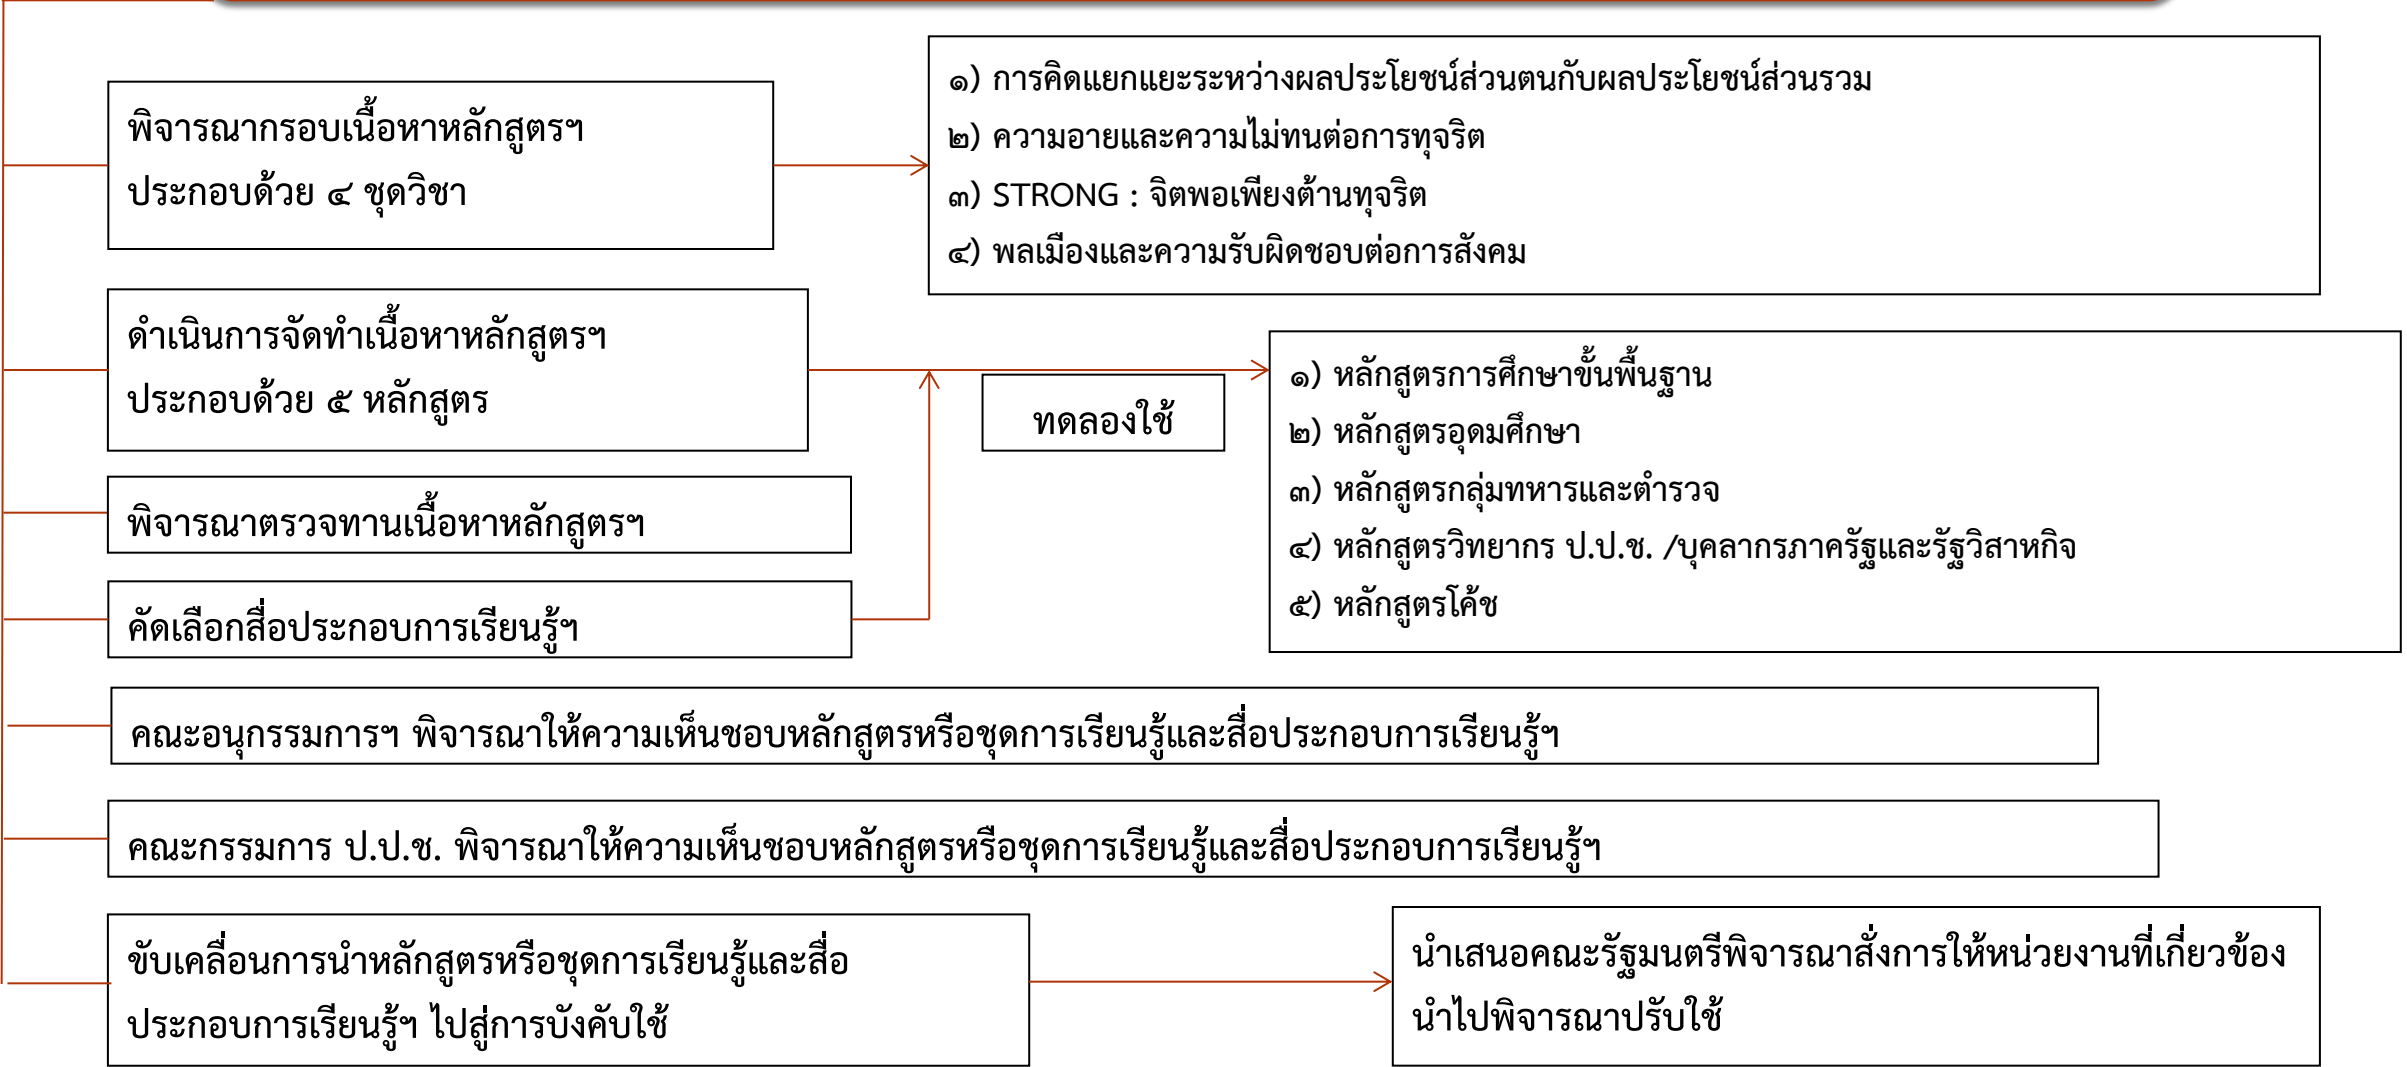 พิจารณากรอบเนื้อหาหลักสูตรฯ
ประกอบด้วย ๔ ชุดวิชา
๑) การคิดแยกแยะระหว่างผลประโยชน์ส่วนตนกับผลประโยชน์ส่วนรวม
๒) ความอายและความไม่ทนต่อการทุจริต
๓) STRONG : จิตพอเพียงต้านทุจริต
๔) พลเมืองและความรับผิดชอบต่อการสังคม
ดำเนินการจัดทำเนื้อหาหลักสูตรฯ
ประกอบด้วย ๕ หลักสูตร
ทดลองใช้
๑) หลักสูตรการศึกษาขั้นพื้นฐาน
๒) หลักสูตรอุดมศึกษา
๓) หลักสูตรกลุ่มทหารและตำรวจ
๔) หลักสูตรวิทยากร ป.ป.ช. /บุคลากรภาครัฐและรัฐวิสาหกิจ
๕) หลักสูตรโค้ช
พิจารณาตรวจทานเนื้อหาหลักสูตรฯ
คัดเลือกสื่อประกอบการเรียนรู้ฯ
คณะอนุกรรมการฯ พิจารณาให้ความเห็นชอบหลักสูตรหรือชุดการเรียนรู้และสื่อประกอบการเรียนรู้ฯ
คณะกรรมการ ป.ป.ช. พิจารณาให้ความเห็นชอบหลักสูตรหรือชุดการเรียนรู้และสื่อประกอบการเรียนรู้ฯ
ขับเคลื่อนการนำหลักสูตรหรือชุดการเรียนรู้และสื่อ
ประกอบการเรียนรู้ฯ ไปสู่การบังคับใช้
นำเสนอคณะรัฐมนตรีพิจารณาสั่งการให้หน่วยงานที่เกี่ยวข้อง
นำไปพิจารณาปรับใช้